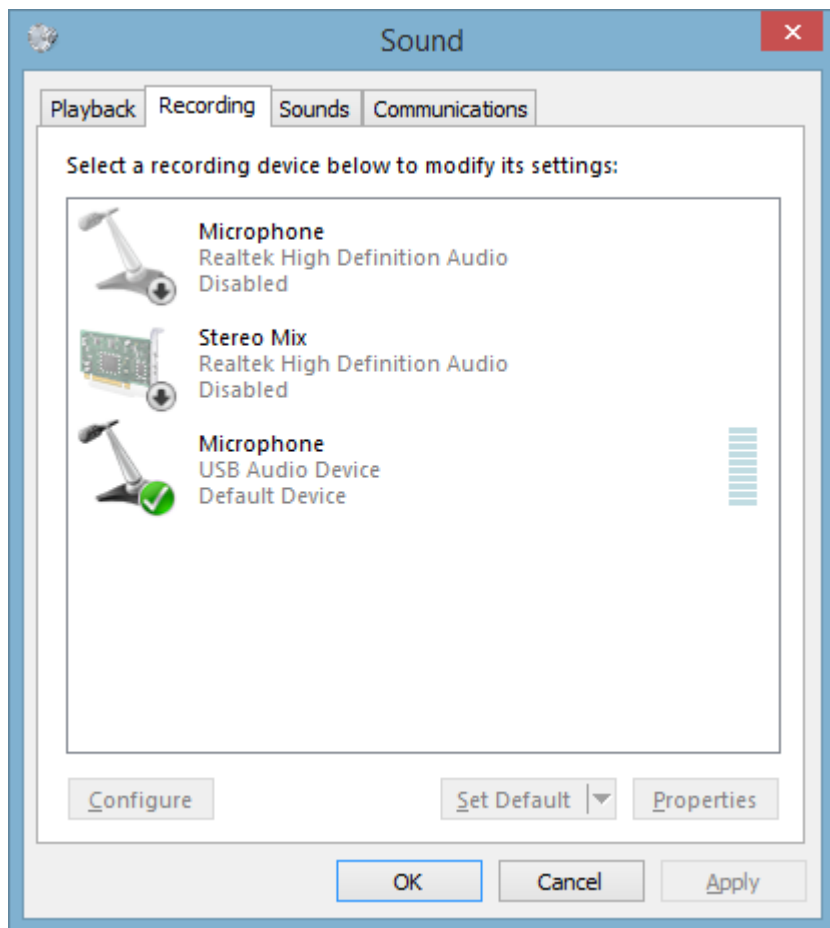 Sound
Playback Recording Sounds Communications
Select a recording device below to modify its settings:
Microphone
Realtek High Definition Audio
Disabled
Stereo Mix
Realtek High Definition Audio
Disabled
Microphone
USB Audio Device
Default Device
Configure Set Default Properties
OK Cancel Apply